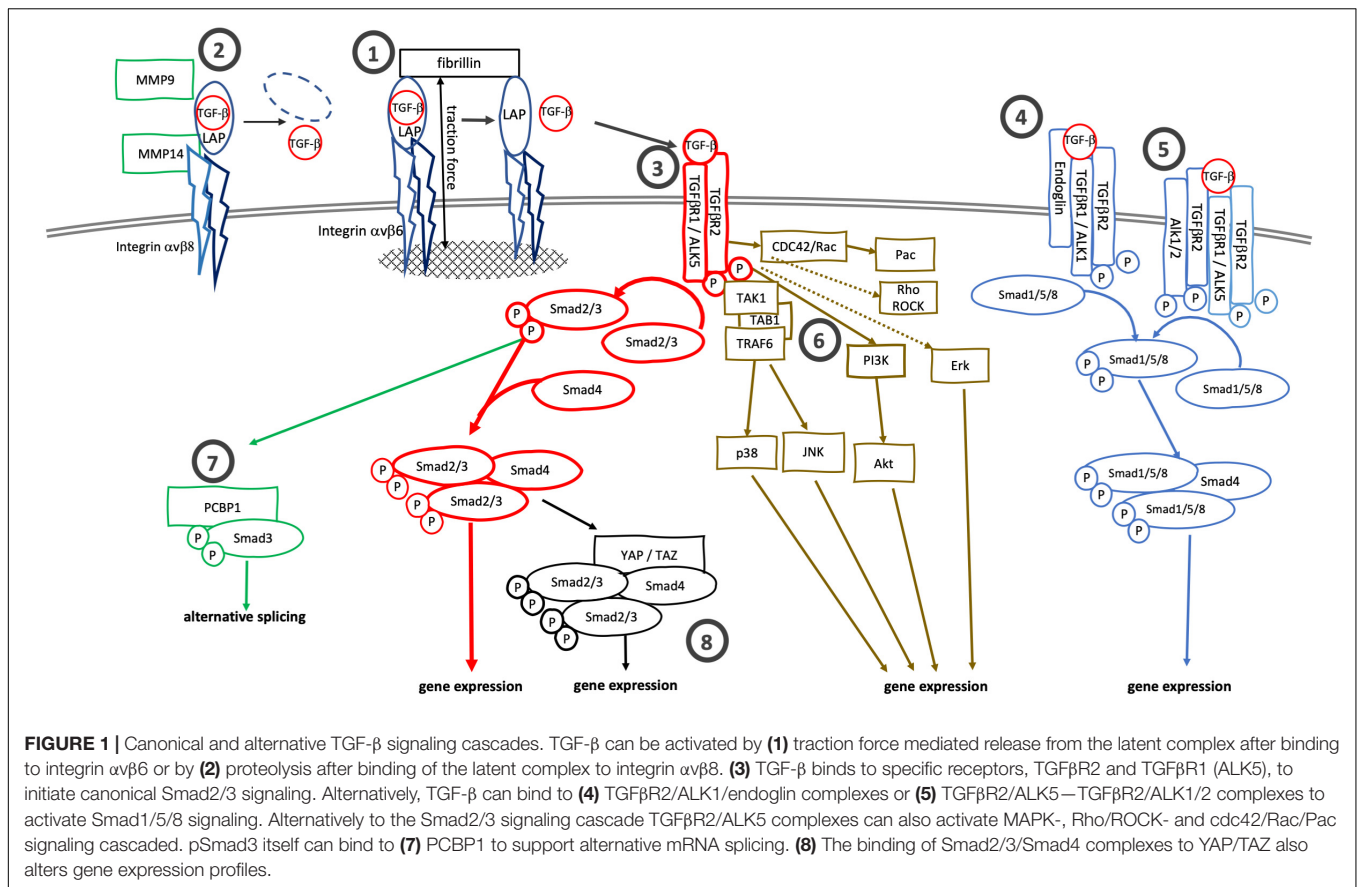 2
1
MMP9
TGF-β
LAP
MMP14
TGF-β
Integrin αvβ8
fibrillin
TGF-β
LAP
traction force
LAP
TGF-β
Integrin αvβ6
3
TGF-β
TGFβR1 / ALK5
TGFβR2
P
P
CDC42/Rac
Pac
Rho
ROCK
TAK1
TAB1
TRAF6
6
PI3K
Erk
p38
JNK
Akt
gene expression
4
Endoglin
TGF-β
TGFβR1 / ALK1
TGFβR2
P
P
5
Alk1/2
TGFβR2
TGF-β
TGFβR1 / ALK5
TGFβR2
P
P
P
P
Smad1/5/8
Smad1/5/8
P
P
Smad1/5/8
Smad1/5/8
Smad4
Smad1/5/8
P
P
P
P
gene expression
Smad2/3
P
P
Smad2/3
Smad4
Smad2/3
Smad4
Smad2/3
P
P
P
P
gene expression
7
PCBP1
Smad3
P
P
alternative splicing
YAP / TAZ
Smad2/3
Smad4
Smad2/3
P
P
P
P
8
gene expression
FIGURE 1 | Canonical and alternative TGF-β signaling cascades. TGF-β can be activated by (1) traction force mediated release from the latent complex after binding
to integrin αvβ6 or by (2) proteolysis after binding of the latent complex to integrin αvβ8. (3) TGF-β binds to specific receptors, TGFβR2 and TGFβR1 (ALK5), to
initiate canonical Smad2/3 signaling. Alternatively, TGF-β can bind to (4) TGFβR2/ALK1/endoglin complexes or (5) TGFβR2/ALK5—TGFβR2/ALK1/2 complexes to
activate Smad1/5/8 signaling. Alternatively to the Smad2/3 signaling cascade TGFβR2/ALK5 complexes can also activate MAPK-, Rho/ROCK- and cdc42/Rac/Pac
signaling cascaded. pSmad3 itself can bind to (7) PCBP1 to support alternative mRNA splicing. (8) The binding of Smad2/3/Smad4 complexes to YAP/TAZ also
alters gene expression profiles.